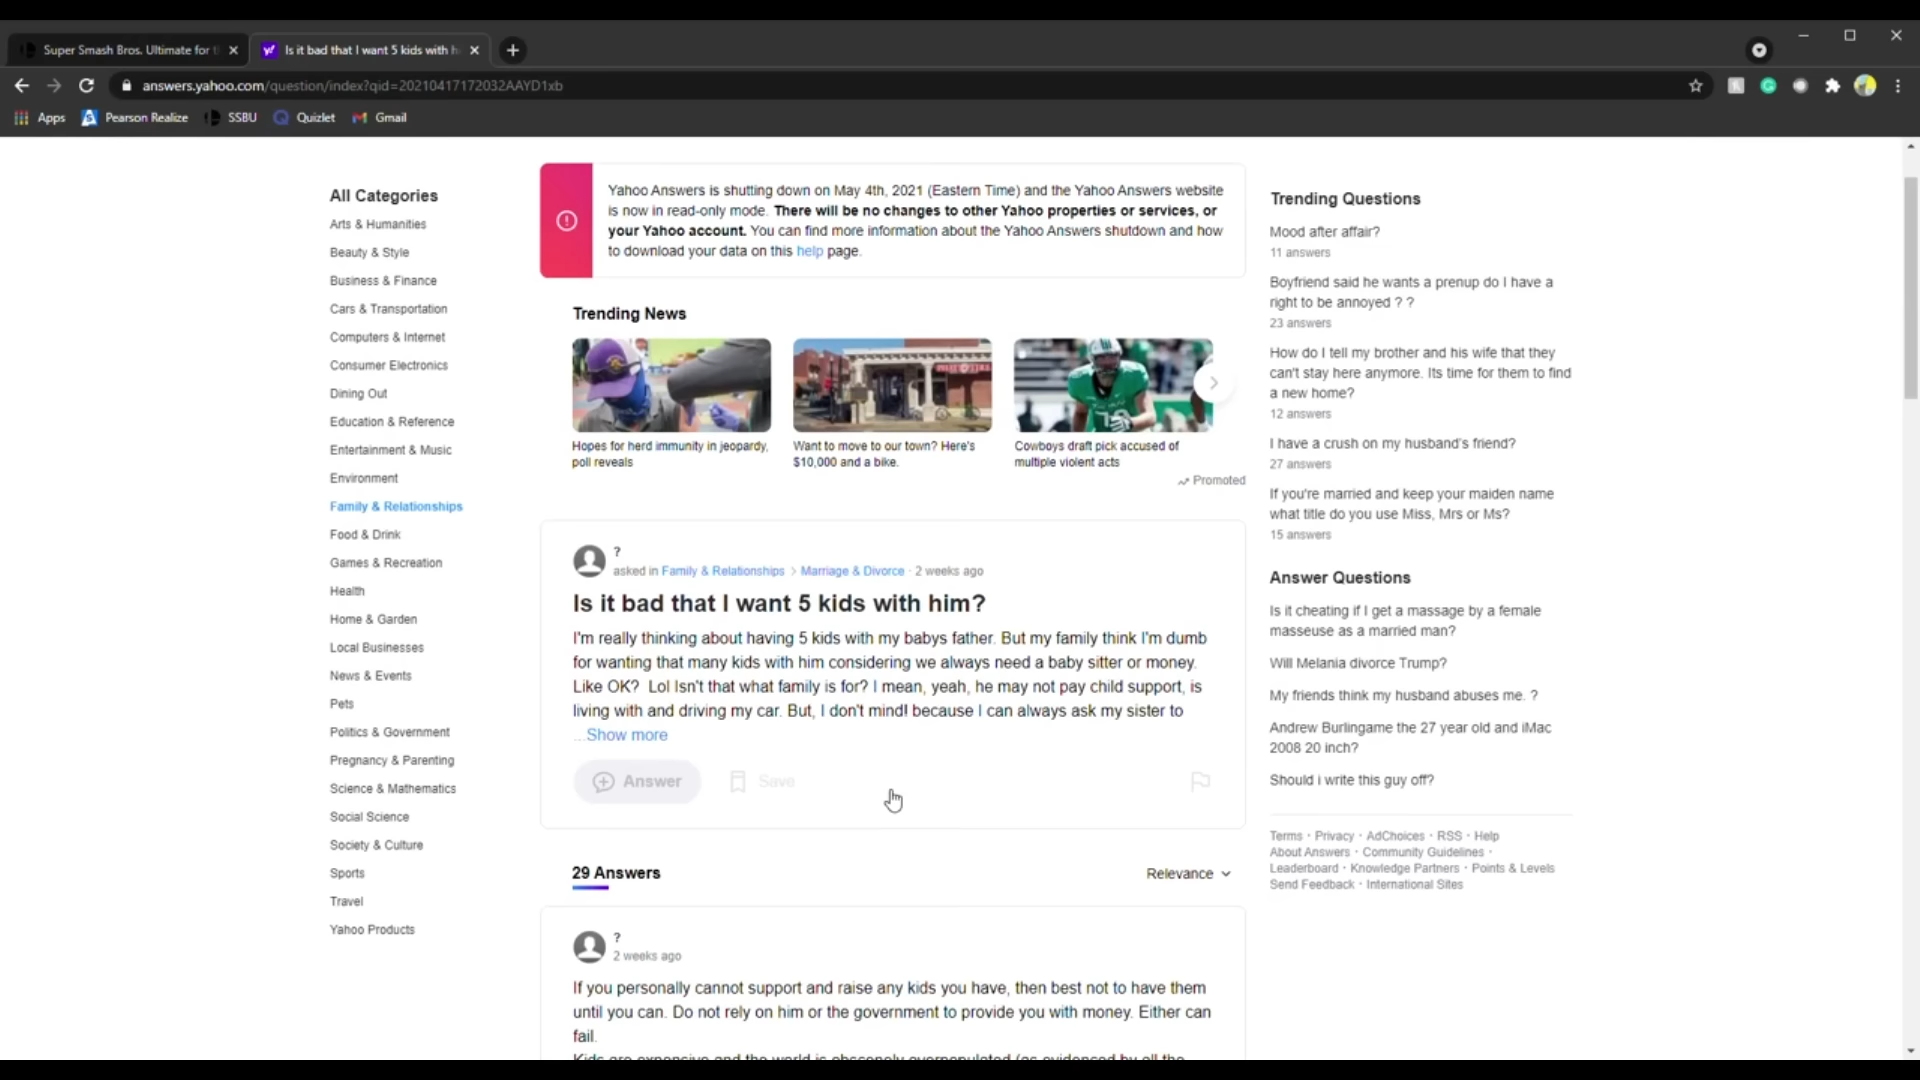 Super Smash Bros. Ultimate for t
Is it bad that I want 5 kids with h
answers.yahoo.com/question/index?qid=20210417172032AAYD1xb
Apps
Pearson Realize
SSBU
Quizlet
Gmail
All Categories
Arts & Humanities
Beauty & Style
Business & Finance
Cars & Transportation
Computers & Internet
Consumer Electronics
Dining Out
Education & Reference
Entertainment & Music
Environment
Family & Relationships
Food & Drink
Games & Recreation
Health
Home & Garden
Local Businesses
News & Events
Pets
Politics & Government
Pregnancy & Parenting
Science & Mathematics
Social Science
Society & Culture
Sports
Travel
Yahoo Products
Yahoo Answers is shutting down on May 4th, 2021 (Eastern Time) and the Yahoo Answers website
is now in read-only mode. There will be no changes to other Yahoo properties or services, or
your Yahoo account. You can find more information about the Yahoo Answers shutdown and how
to download your data on this help page.
Trending News
Hopes for herd immunity in jeopardy,
poll reveals
Want to move to our town? Here's
$10,000 and a bike.
Cowboys draft pick accused of
multiple violent acts
Promoted
?
asked in Family & Relationships > Marriage & Divorce · 2 weeks ago
Is it bad that I want 5 kids with him?
I'm really thinking about having 5 kids with my babys father. But my family think I'm dumb
for wanting that many kids with him considering we always need a baby sitter or money.
Like OK? Lol Isn't that what family is for? I mean, yeah, he may not pay child support, is
living with and driving my car. But, I don't mind! because I can always ask my sister to
...Show more
Answer
Save
29 Answers
Relevance
?
2 weeks ago
If you personally cannot support and raise any kids you have, then best not to have them
until you can. Do not rely on him or the government to provide you with money. Either can
fail.
Kids are expensive and the world is obscenely overpopulated (as evidenced by all the
Trending Questions
Mood after affair?
11 answers
Boyfriend said he wants a prenup do I have a
right to be annoyed ? ?
23 answers
How do I tell my brother and his wife that they
can't stay here anymore. Its time for them to find
a new home?
12 answers
I have a crush on my husband's friend?
27 answers
If you're married and keep your maiden name
what title do you use Miss, Mrs or Ms?
15 answers
Answer Questions
Is it cheating if I get a massage by a female
masseuse as a married man?
Will Melania divorce Trump?
My friends think my husband abuses me. ?
Andrew Burlingame the 27 year old and iMac
2008 20 inch?
Should i write this guy off?
Terms · Privacy · AdChoices · RSS · Help
About Answers · Community Guidelines ·
Leaderboard · Knowledge Partners · Points & Levels
Send Feedback · International Sites